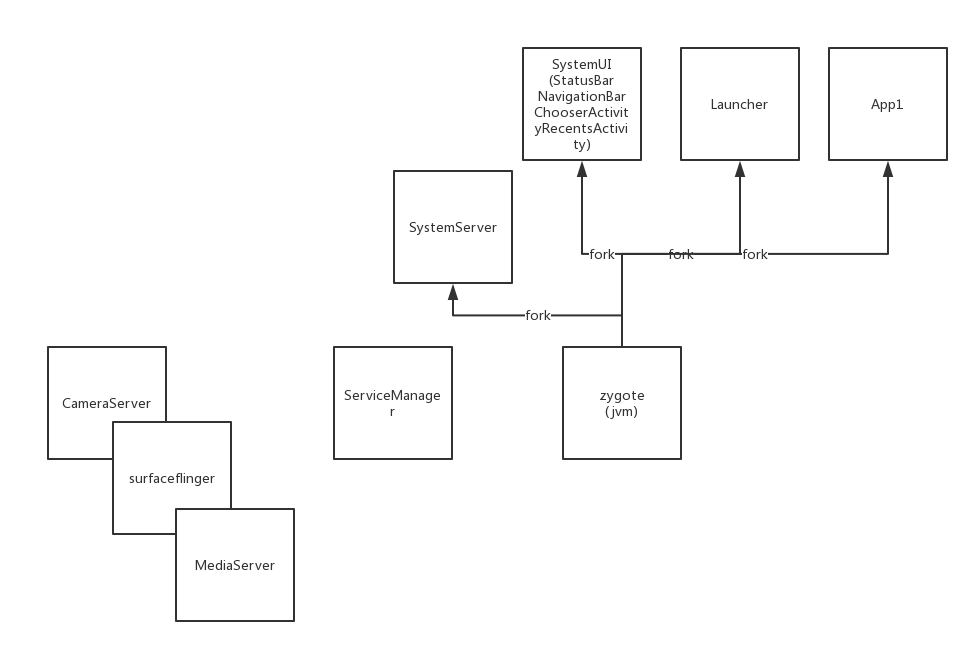 SystemUI
(StatusBar
NavigationBar
ChooserActivit
yRecentsActivi
ty)
Launcher
App1
SystemServer
fork
fork
fork
fork
CameraServer
ServiceManage
r
zygote
(jvm)
surfaceflinger
MediaServer